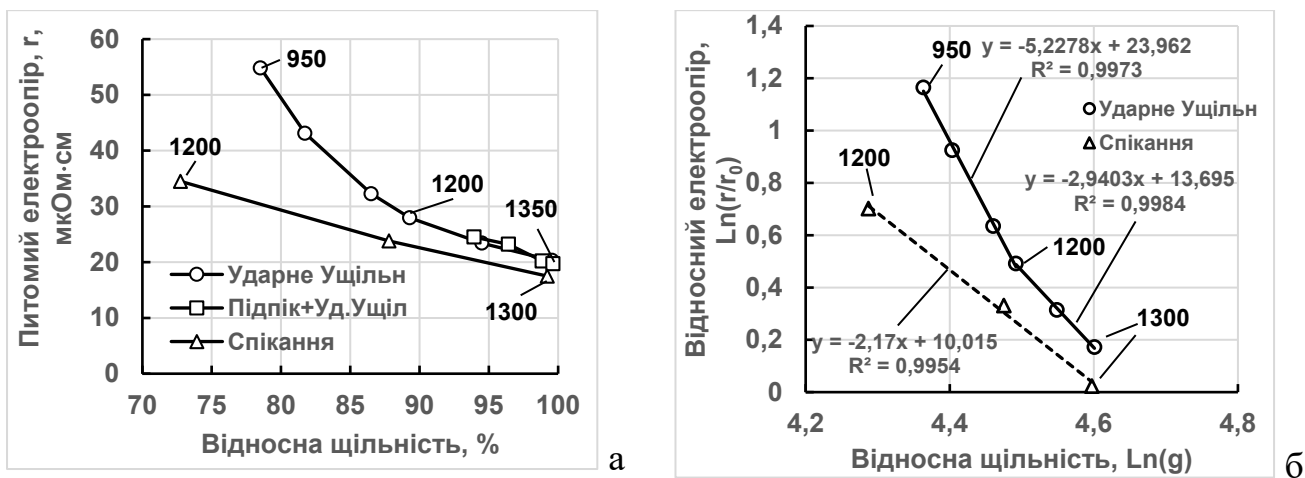 Питомий електроопір, r,
мкОм·см
60
50
40
30
20
10
0
70
75
80
85
90
95
100
Відносна щільність, %
950
1200
1200
1350
1300
Ударне Ущільн
Підпік+Уд.Ущіл
Спікання
а
Відносний електроопір,
Ln(r/r₀)
1,4
1,2
1
0,8
0,6
0,4
0,2
0
4,2
4,4
4,6
4,8
Відносна щільність, Ln(g)
950
y = -5,2278x + 23,962
R² = 0,9973
Ударне Ущільн
Спікання
1200
y = -2,9403x + 13,695
R² = 0,9984
1200
1300
y = -2,17x + 10,015
R² = 0,9954
б